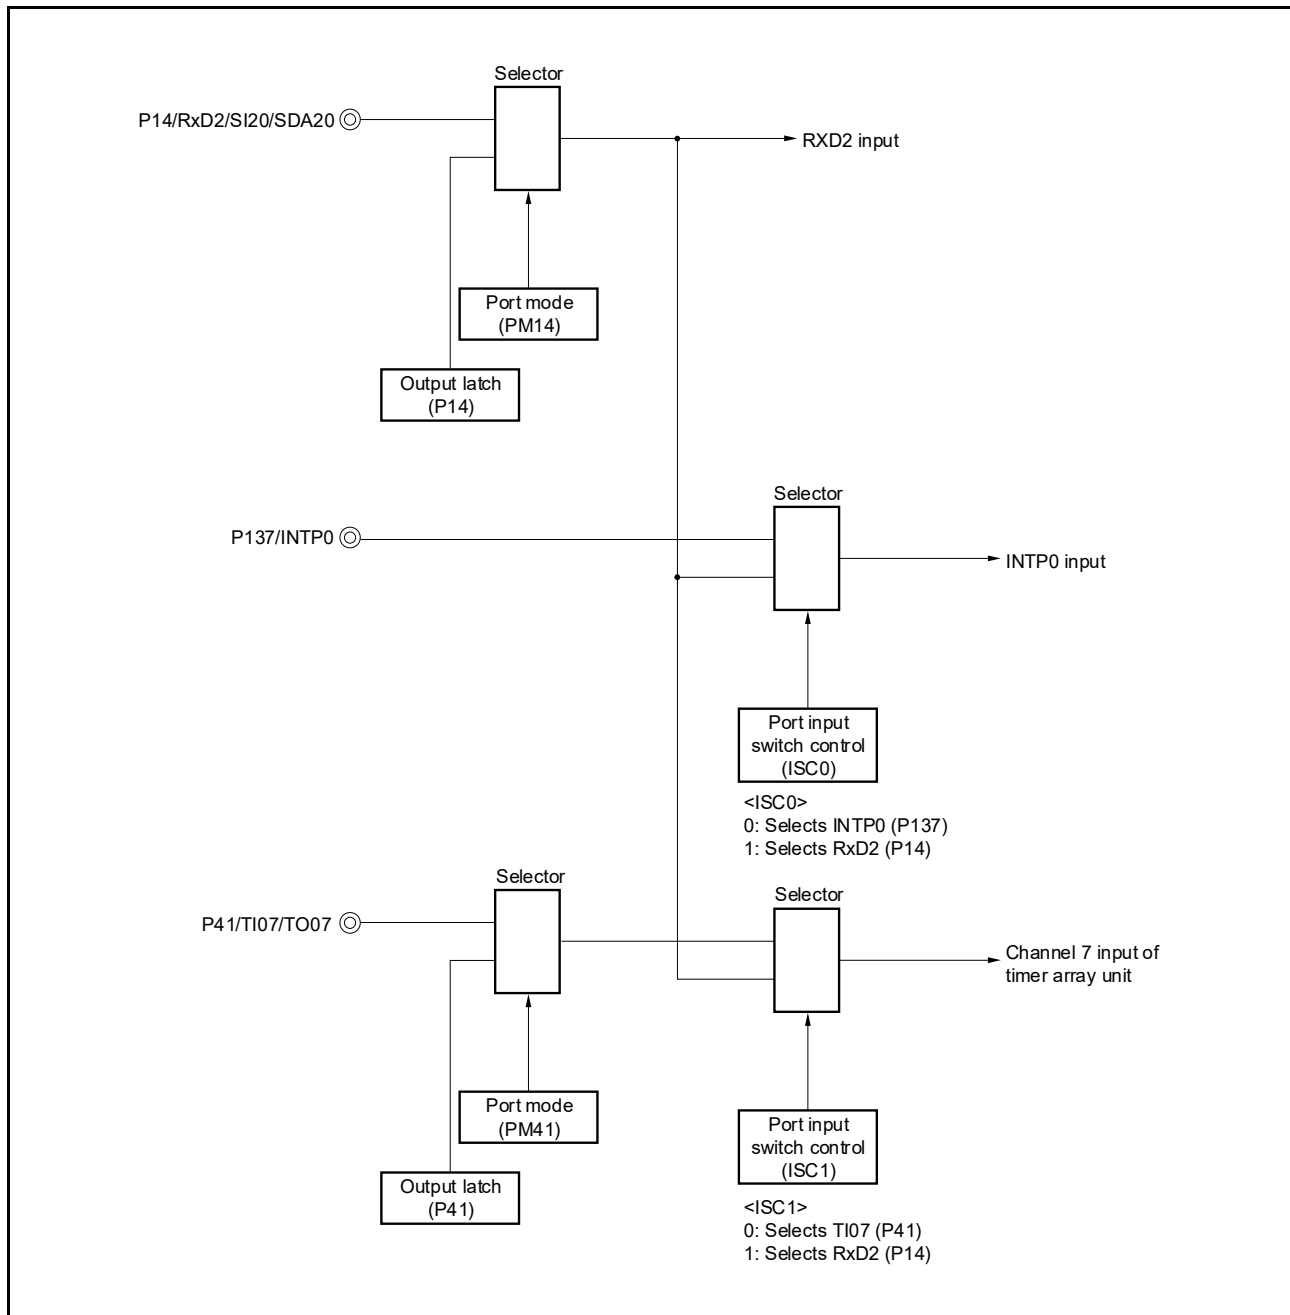 Selector
P14/RxD2/SI20/SDA20
RXD2 input
Port mode
(PM14)
Output latch
(P14)
Selector
P137/INTP0
INTP0 input
Port input
switch control
(ISC0)
<ISC0>
0: Selects INTP0 (P137)
1: Selects RxD2 (P14)
Selector
Selector
P41/TI07/TO07
Channel 7 input of
timer array unit
Port mode
(PM41)
Port input
switch control
(ISC1)
Output latch
(P41)
<ISC1>
0: Selects TI07 (P41)
1: Selects RxD2 (P14)